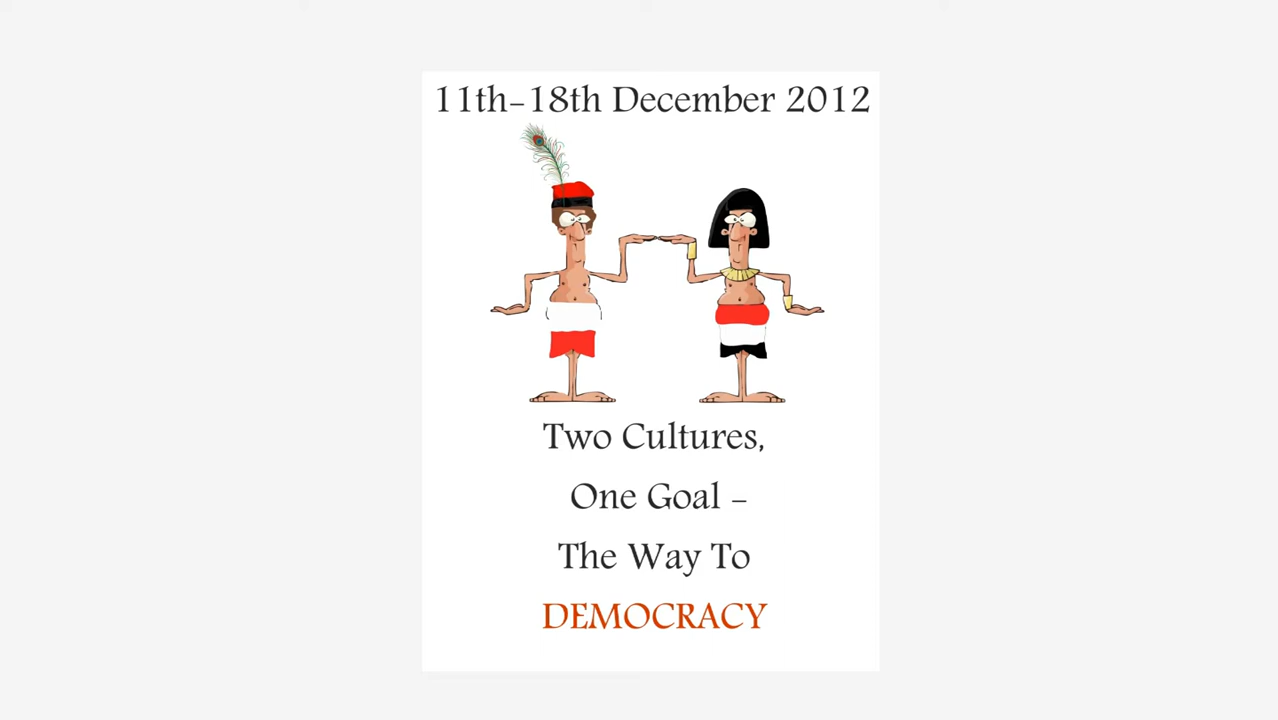 11th-18th December 2012
Two Cultures,
One Goal -
The Way To
DEMOCRACY